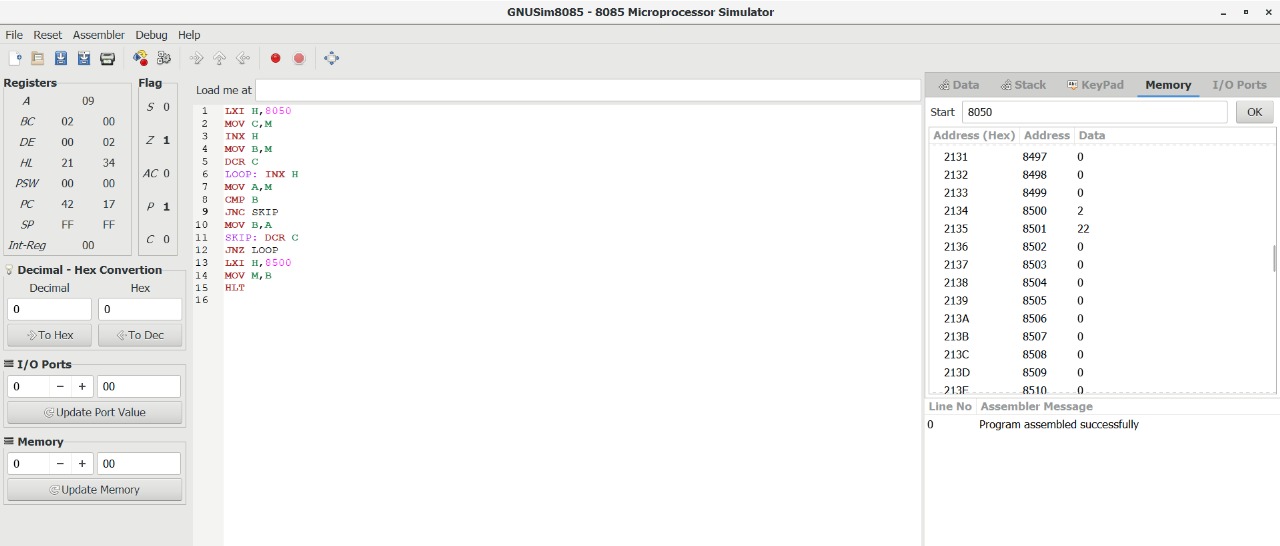 GNUSim8085 - 8085 Microprocessor Simulator
File Reset Assembler Debug Help
Registers
A 09
BC 02 00
DE 00 02
HL 21 34
PSW 00 00
PC 42 17
SP FF FF
Int-Reg 00
Flag
S 0
Z 1
AC 0
P 1
C 0
Decimal - Hex Convertion
Decimal Hex
0 0
To Hex To Dec
I/O Ports
0 − + 00
Update Port Value
Memory
0 − + 00
Update Memory
Load me at
1 LXI H,8050
2 MOV C,M
3 INX H
4 MOV B,M
5 DCR C
6 LOOP: INX H
7 MOV A,M
8 CMP B
9 JNC SKIP
10 MOV B,A
11 SKIP: DCR C
12 JNZ LOOP
13 LXI H,8500
14 MOV M,B
15 HLT
16
Data Stack KeyPad Memory I/O Ports
Start 8050 OK
Address (Hex) Address Data
2131 8497 0
2132 8498 0
2133 8499 0
2134 8500 2
2135 8501 22
2136 8502 0
2137 8503 0
2138 8504 0
2139 8505 0
213A 8506 0
213B 8507 0
213C 8508 0
213D 8509 0
213E 8510 0
Line No Assembler Message
0 Program assembled successfully